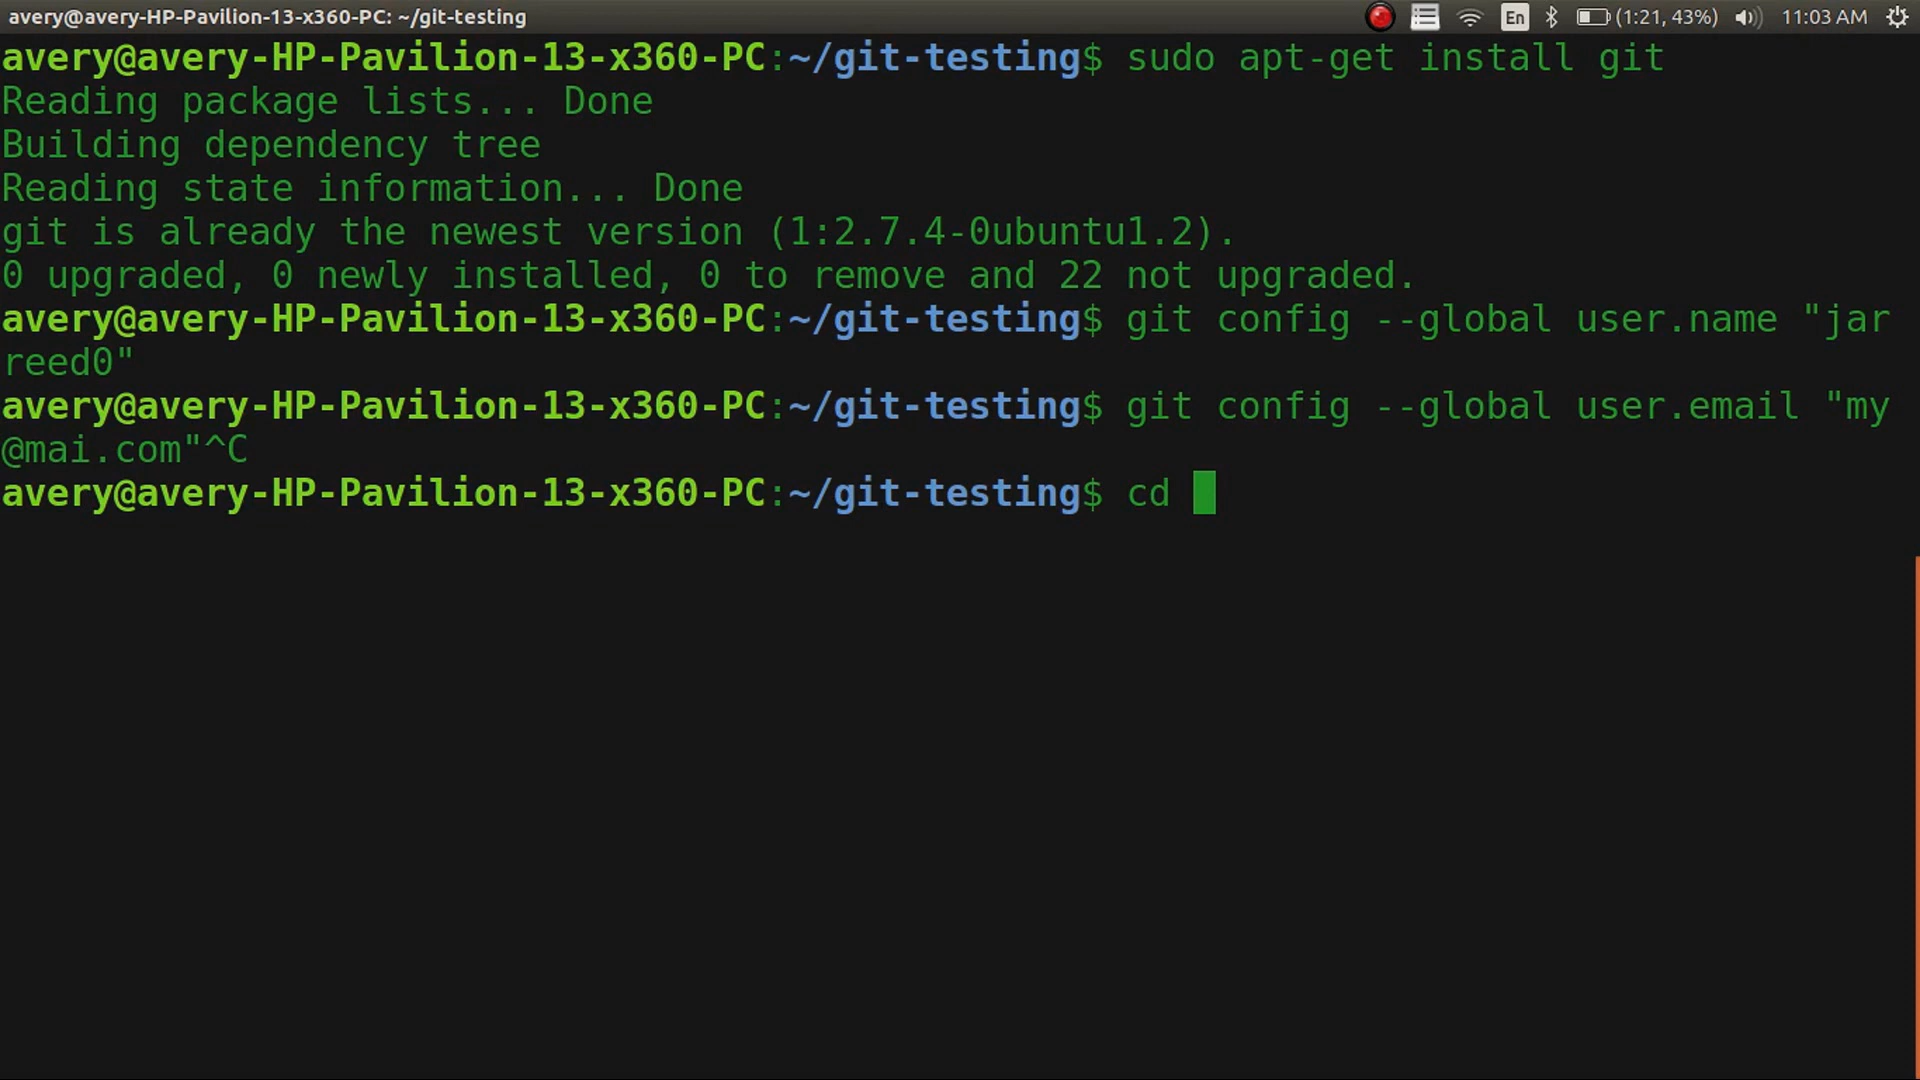 avery@avery-HP-Pavilion-13-x360-PC: ~/git-testing En (1:21, 43%) 11:03 AM
avery@avery-HP-Pavilion-13-x360-PC:~/git-testing$ sudo apt-get install git
Reading package lists... Done
Building dependency tree
Reading state information... Done
git is already the newest version (1:2.7.4-0ubuntu1.2).
0 upgraded, 0 newly installed, 0 to remove and 22 not upgraded.
avery@avery-HP-Pavilion-13-x360-PC:~/git-testing$ git config --global user.name "jar
reed0"
avery@avery-HP-Pavilion-13-x360-PC:~/git-testing$ git config --global user.email "my
@mai.com"^C
avery@avery-HP-Pavilion-13-x360-PC:~/git-testing$ cd